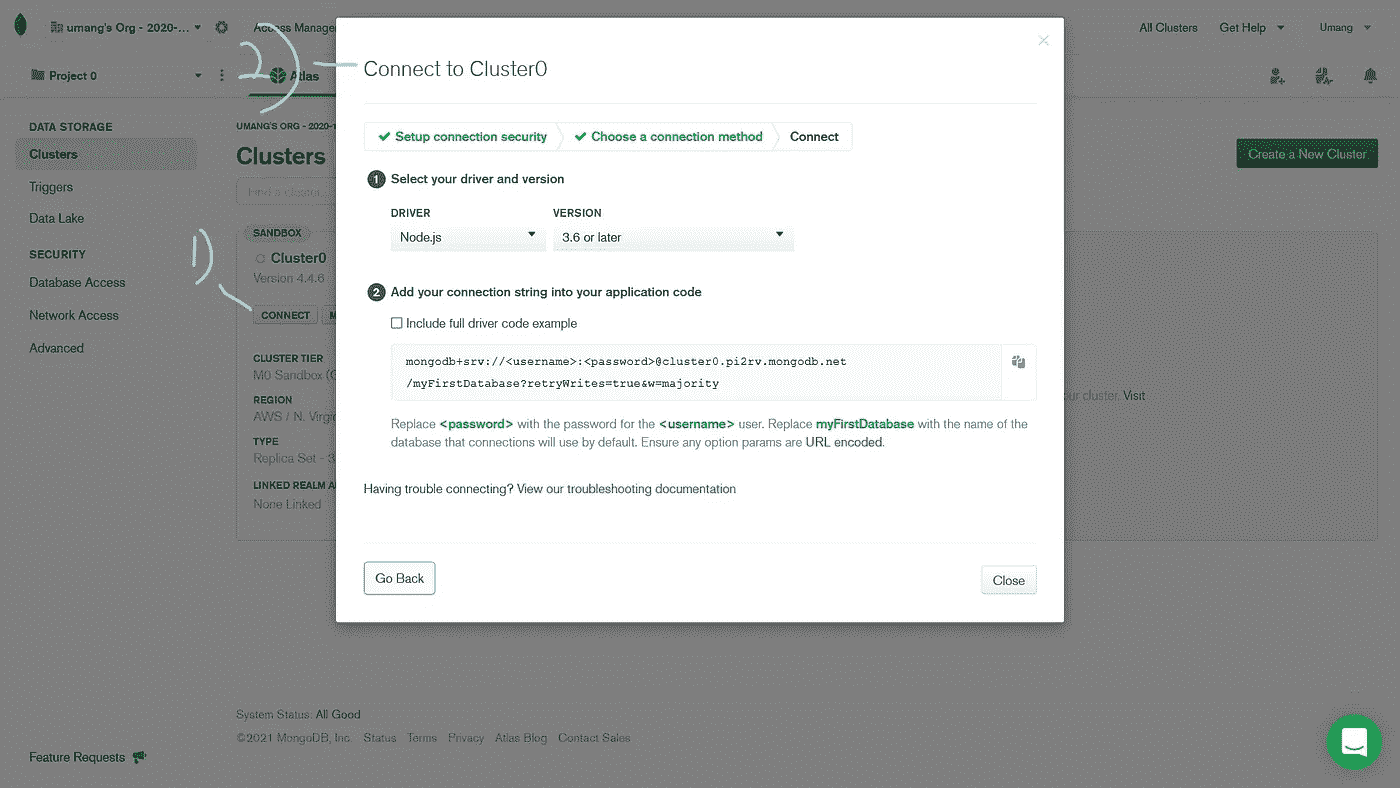 umang's Org - 2020-...
Access Manager
All Clusters
Get Help
Umang
Project 0
2)
Atlas
DATA STORAGE
Clusters
Triggers
Data Lake
SECURITY
Database Access
Network Access
Advanced
UMANG'S ORG - 2020-1
Clusters
Find a cluster...
Create a New Cluster
SANDBOX
1)
Cluster0
Version 4.4.6
CONNECT
M
CLUSTER TIER
M0 Sandbox (G
REGION
AWS / N. Virgi
TYPE
Replica Set - 3
LINKED REALM A
None Linked
Connect to Cluster0
Setup connection security
Choose a connection method
Connect
1 Select your driver and version
DRIVER VERSION
Node.js 3.6 or later
2 Add your connection string into your application code
Include full driver code example
mongodb+srv://<username>:<password>@cluster0.pi2rv.mongodb.net
/myFirstDatabase?retryWrites=true&w=majority
Replace <password> with the password for the <username> user. Replace myFirstDatabase with the name of the
database that connections will use by default. Ensure any option params are URL encoded.
Having trouble connecting? View our troubleshooting documentation
Go Back
Close
our cluster. Visit
System Status: All Good
©2021 MongoDB, Inc. Status Terms Privacy Atlas Blog Contact Sales
Feature Requests